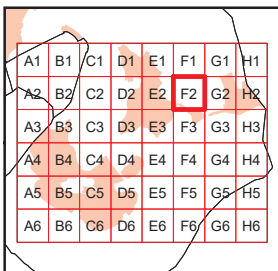 A1 B1 C1 D1 E1 F1 G1 H1
A2 B2 C2 D2 E2 F2 G2 H2
A3 B3 C3 D3 E3 F3 G3 H3
A4 B4 C4 D4 E4 F4 G4 H4
A5 B5 C5 D5 E5 F5 G5 H5
A6 B6 C6 D6 E6 F6 G6 H6